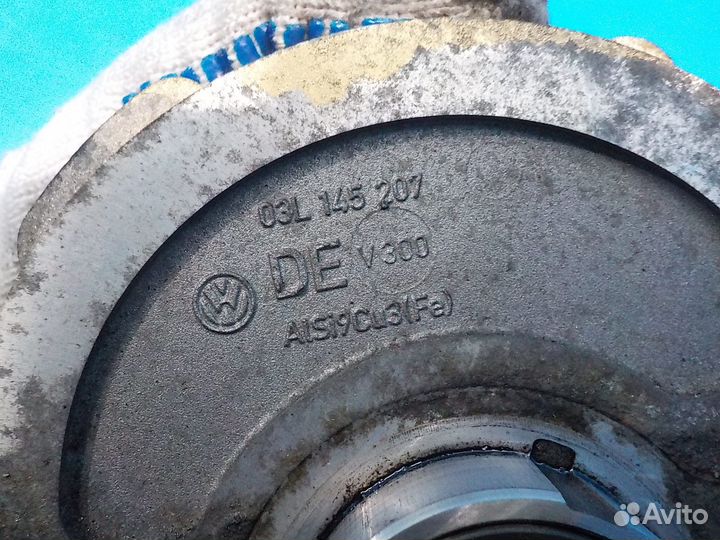 03L 145 207
DE V300
AlSi9Cu3(Fe)
Avito